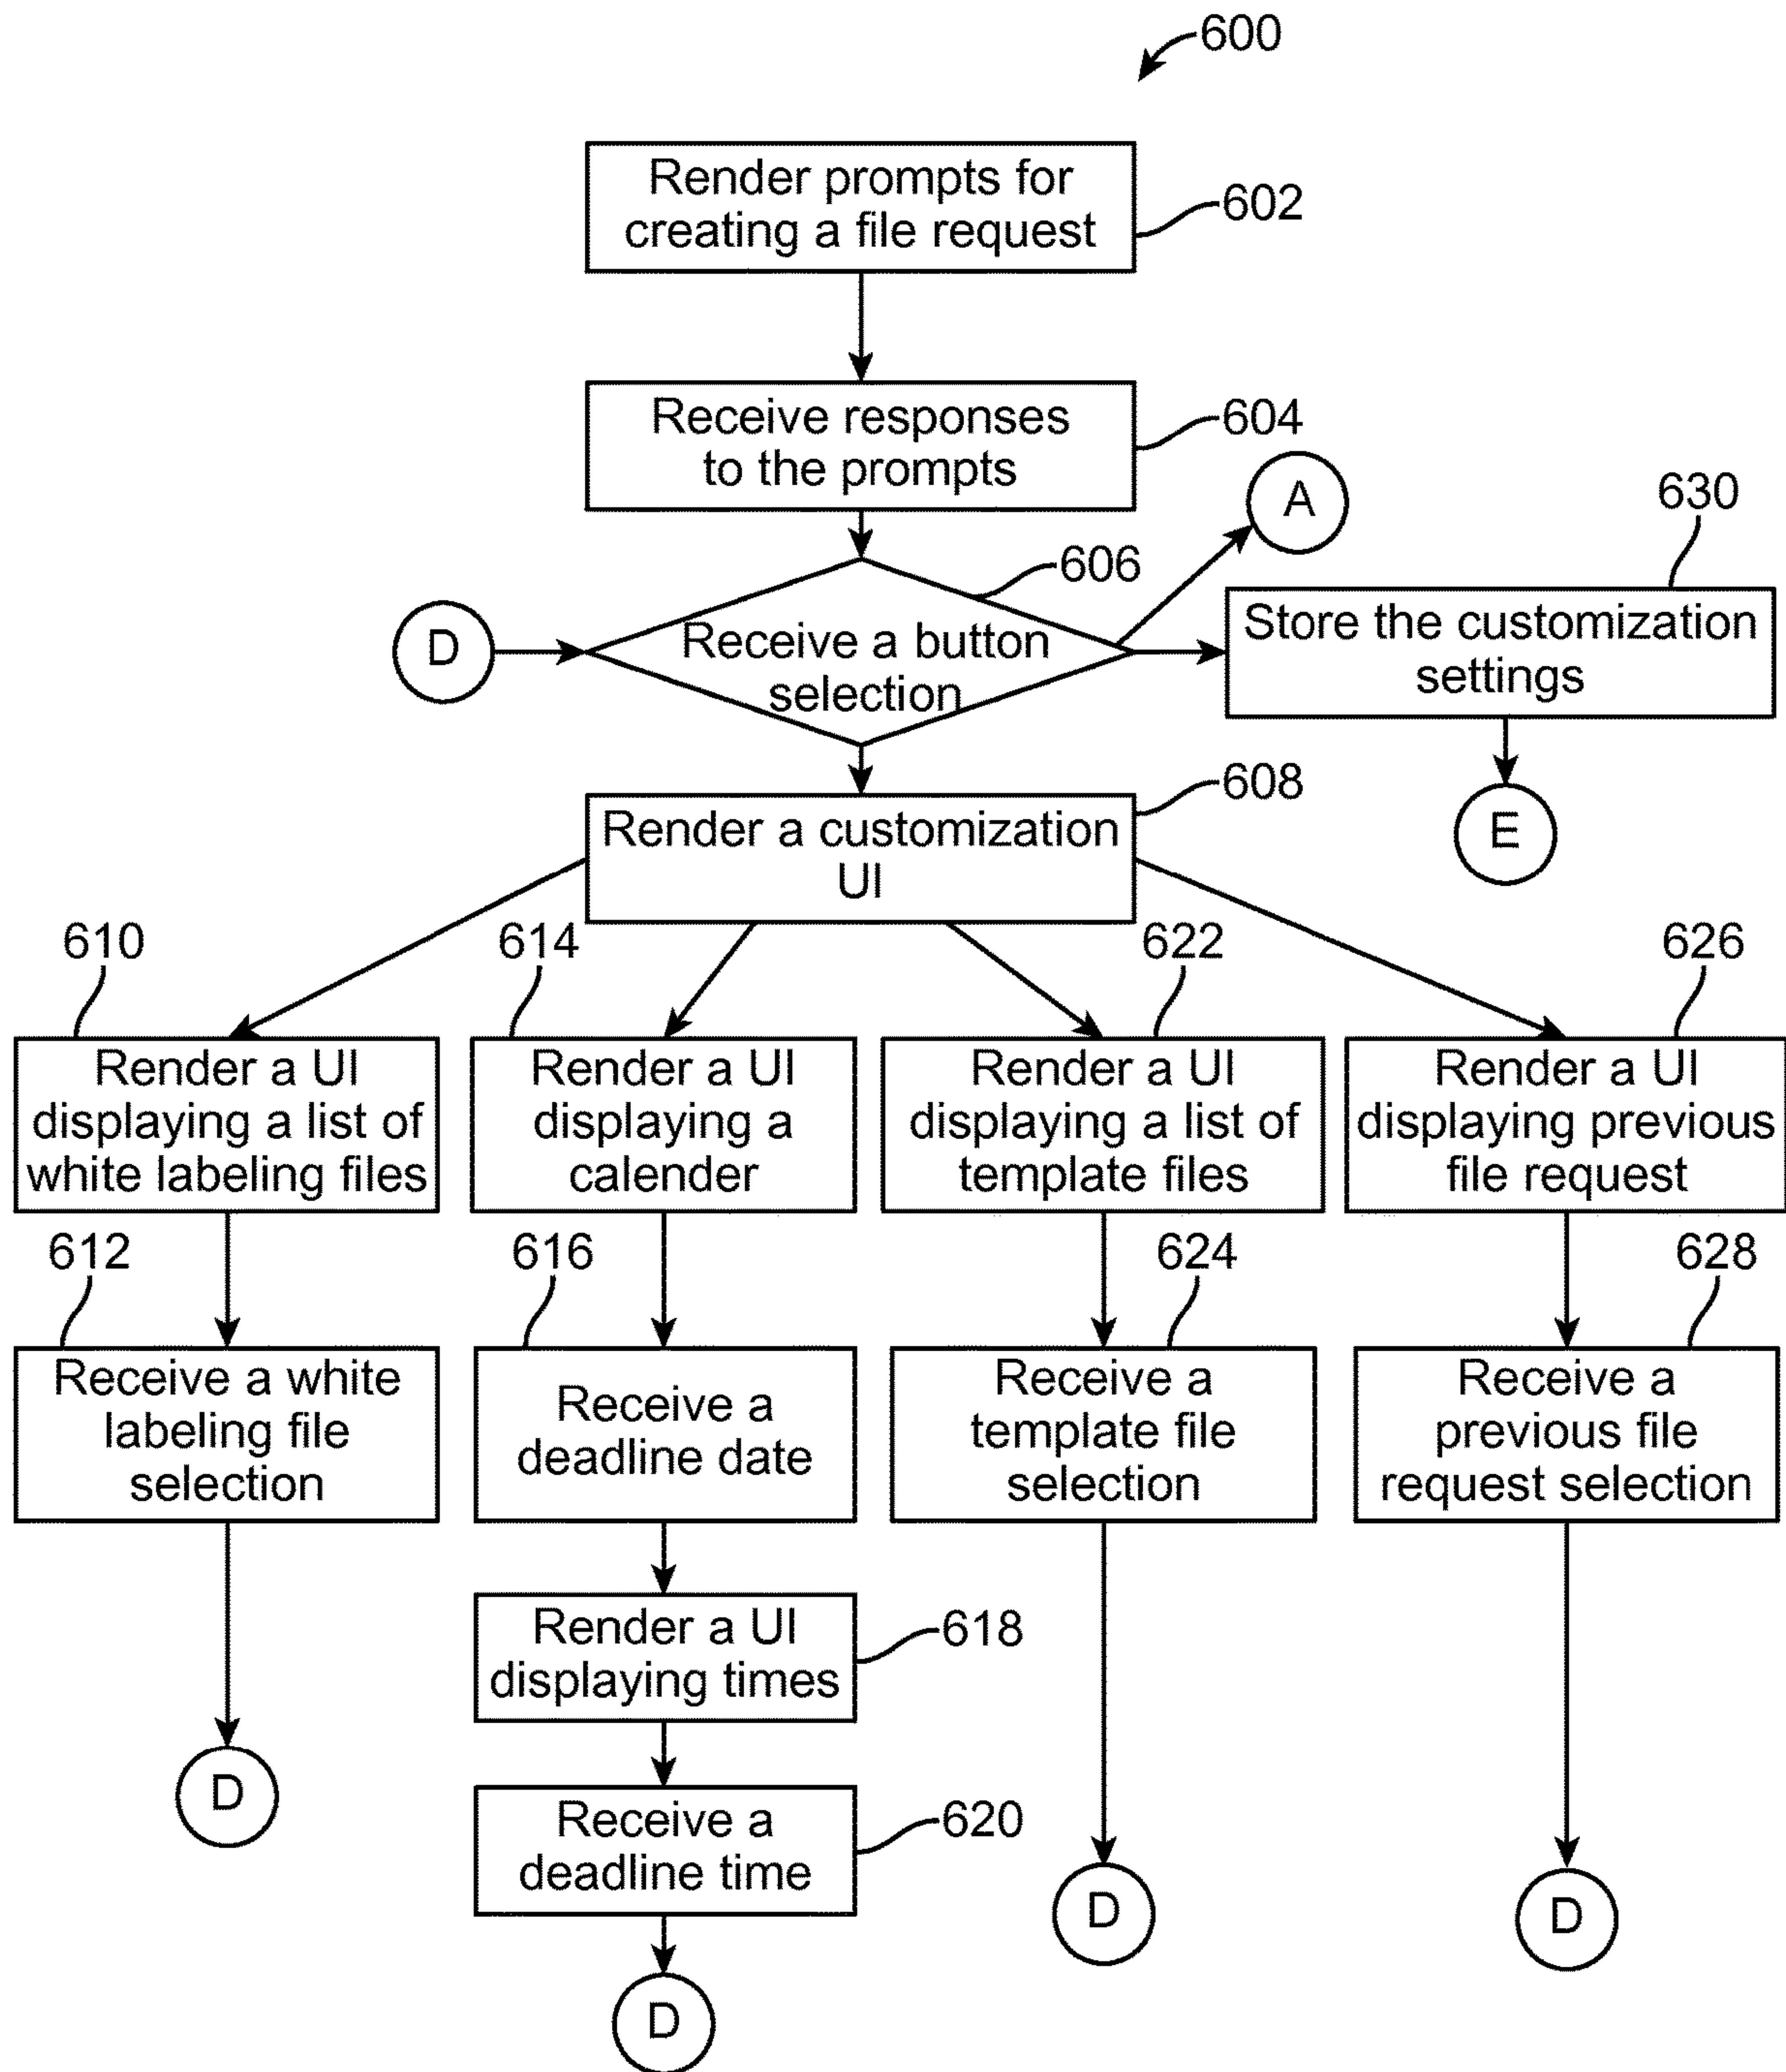 600
Render prompts for
creating a file request
602
Receive responses
to the prompts
604
A
630
606
D
Receive a button
selection
Store the customization
settings
608
Render a customization
UI
E
610
614
622
626
Render a UI
displaying a list of
white labeling files
Render a UI
displaying a
calender
Render a UI
displaying a list of
template files
Render a UI
displaying previous
file request
612
616
624
628
Receive a white
labeling file
selection
Receive a
deadline date
Receive a
template file
selection
Receive a
previous file
request selection
Render a UI
displaying times
618
D
Receive a
deadline time
620
D
D
D